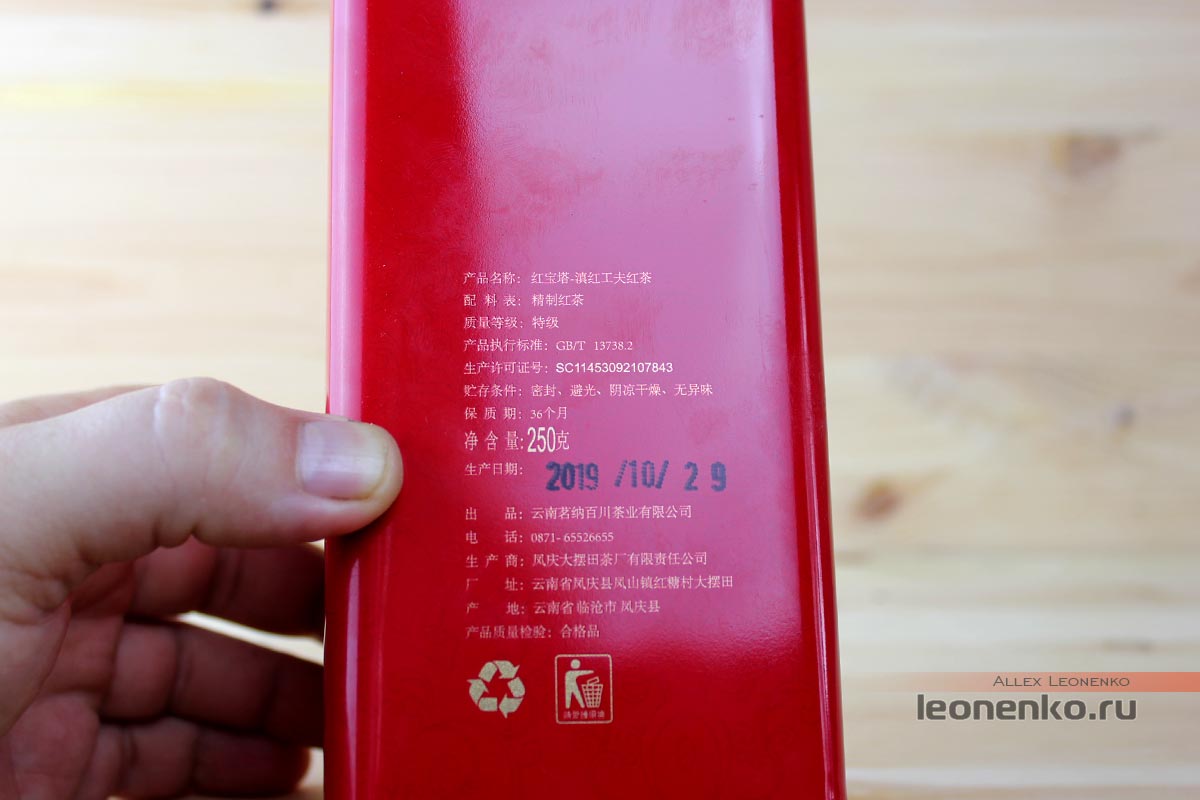 产品名称: 红宝塔-滇红工夫红茶
配 料 表: 精制红茶
质量等级: 特级
产品执行标准: GB/T 13738.2
生产许可证号: SC11453092107843
贮存条件: 密封、避光、阴凉干燥、无异味
保 质 期: 36个月
净 含 量: 250克
生产日期: 2019 /10/ 29
出 品: 云南茗纳百川茶业有限公司
电 话: 0871- 65526655
生 产 商: 凤庆大摆田茶厂有限责任公司
厂 址: 云南省凤庆县凤山镇红糖村大摆田
产 地: 云南省 临沧市 凤庆县
产品质量检验: 合格品
Allex Leonenko
leonenko.ru